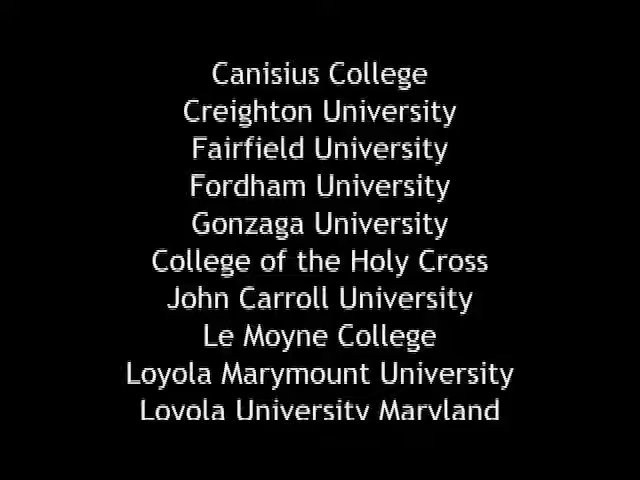 Canisius College
Creighton University
Fairfield University
Fordham University
Gonzaga University
College of the Holy Cross
John Carroll University
Le Moyne College
Loyola Marymount University
Loyola University Maryland